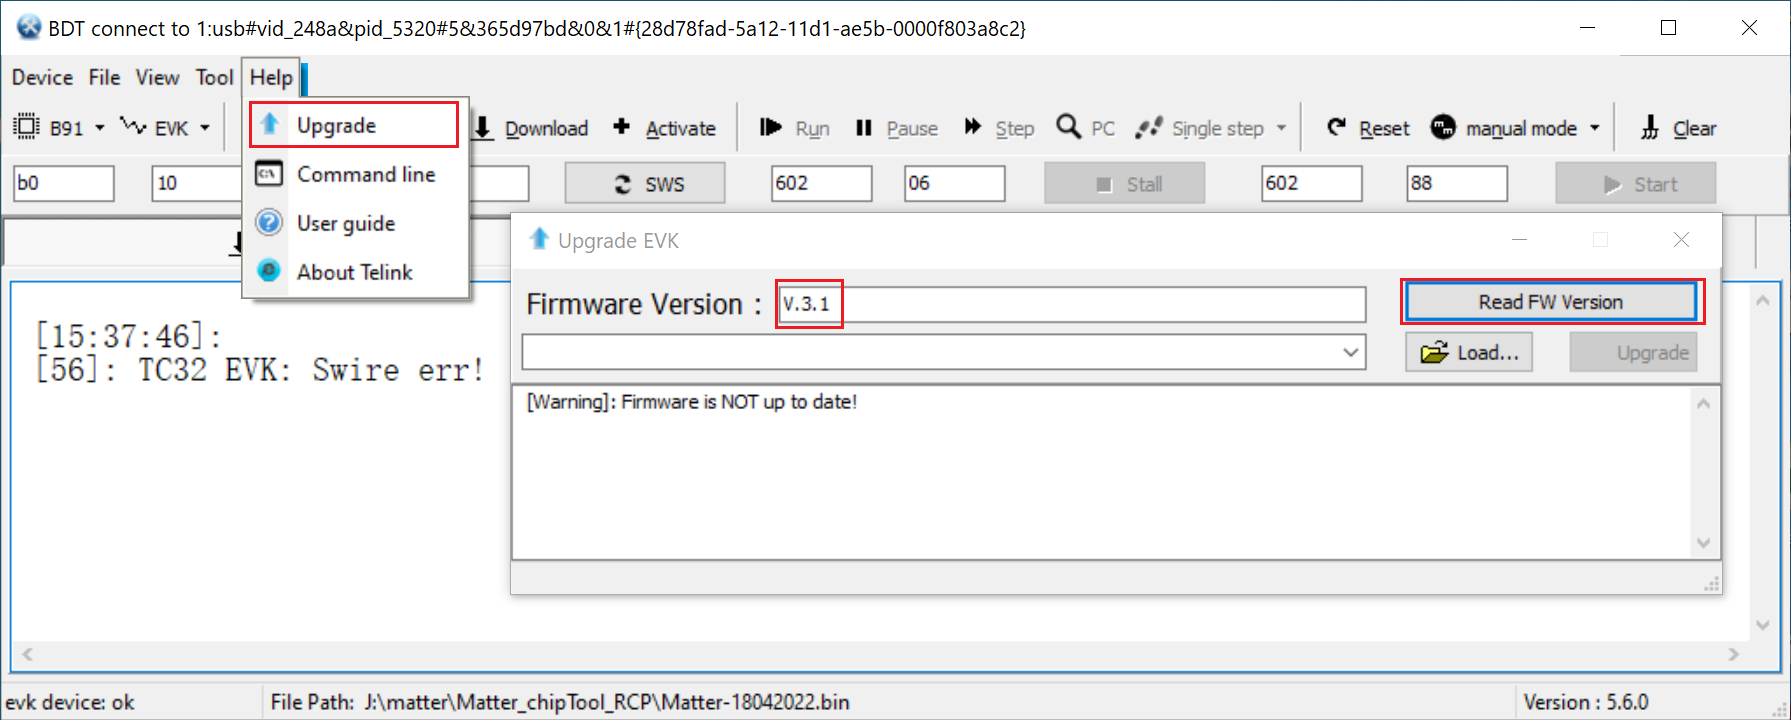 BDT connect to 1:usb#vid_248a&pid_5320#5&365d97bd&0&1#{28d78fad-5a12-11d1-ae5b-0000f803a8c2}
Device File View Tool Help
B91 EVK Download Activate Run Pause Step PC Single step Reset manual mode Clear
Upgrade
Command line
User guide
About Telink
b0 10 SWS 602 06 Stall 602 88 Start
Upgrade EVK
Firmware Version : V.3.1 Read FW Version
Load... Upgrade
[Warning]: Firmware is NOT up to date!
[15:37:46]:
[56]: TC32 EVK: Swire err!
evk device: ok File Path: J:\matter\Matter_chipTool_RCP\Matter-18042022.bin Version : 5.6.0